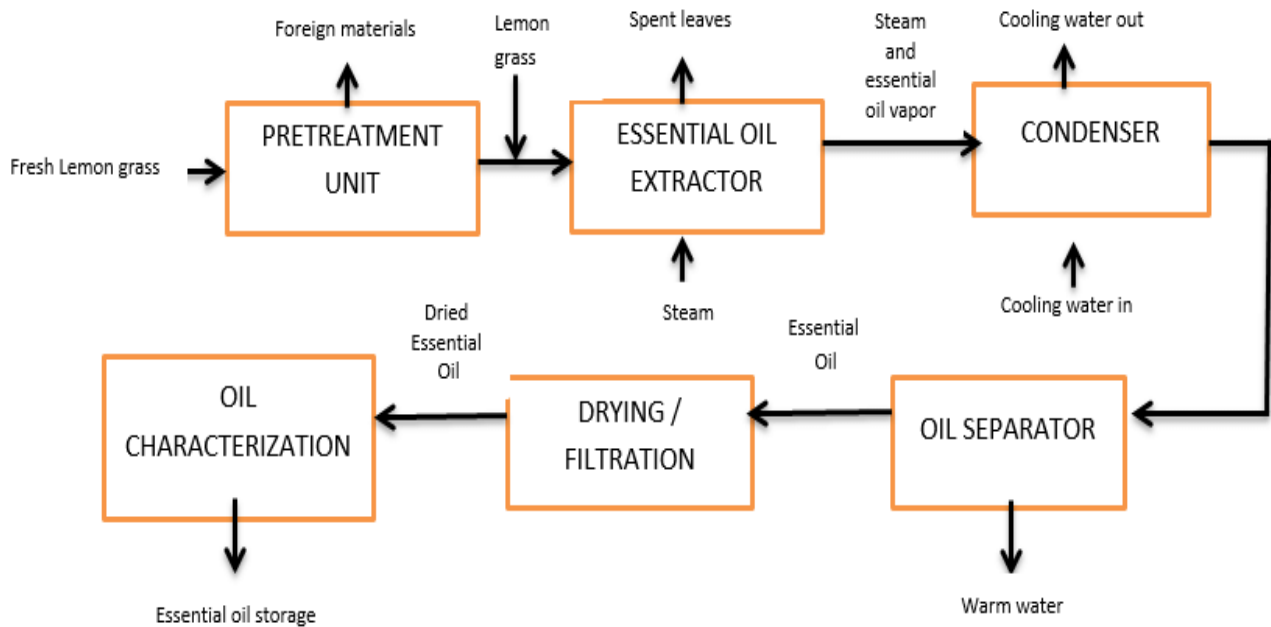 Foreign materials
Lemon
grass
Spent leaves
Steam
and
essential
oil vapor
Cooling water out
Fresh Lemon grass
PRETREATMENT
UNIT
ESSENTIAL OIL
EXTRACTOR
CONDENSER
Steam
Cooling water in
Dried
Essential
Oil
Essential
Oil
OIL
CHARACTERIZATION
DRYING /
FILTRATION
OIL SEPARATOR
Essential oil storage
Warm water